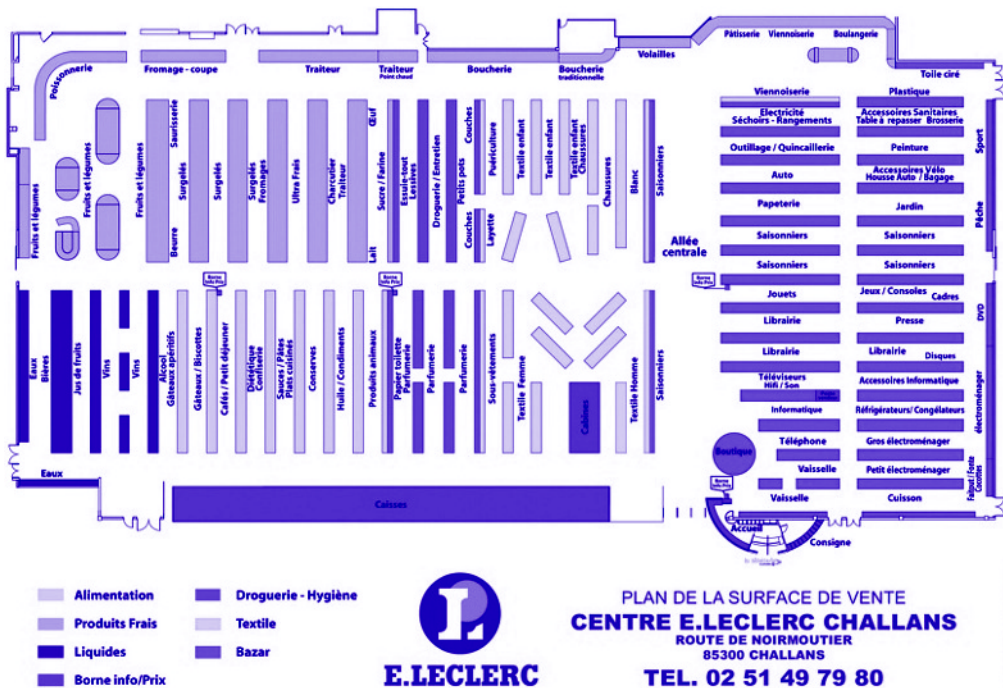 Pâtisserie Viennoiserie Boulangerie
Volailles
Poissonnerie
Fromage - coupe
Traiteur
Traiteur
Point chaud
Boucherie
Boucherie
traditionnelle
Toile ciré
Fruits et légumes
Fruits et légumes
Fruits et légumes
Saurisserie
Beurre
Surgelés
Surgelés
Surgelés
Fromages
Ultra Frais
Charcutier
Traiteur
Œuf
Lait
Sucre / Farine
Essuie-tout
Lessives
Droguerie / Entretien
Petits pots
Couches
Couches
Puériculture
Layette
Textile enfant
Textile enfant
Textile enfant
Chaussures
Chaussures
Blanc
Saisonniers
Allée
centrale
Viennoiserie
Electricité
Séchoirs - Rangements
Outillage / Quincaillerie
Auto
Papeterie
Saisonniers
Saisonniers
Jouets
Librairie
Librairie
Téléviseurs
Hifi / Son
Informatique
Téléphone
Vaisselle
Vaisselle
Plastique
Accessoires Sanitaires
Table à repasser Brosserie
Peinture
Accessoires Vélo
Housse Auto / Bagage
Jardin
Saisonniers
Saisonniers
Jeux / Consoles
Cadres
Presse
Librairie
Disques
Accessoires Informatique
Réfrigérateurs/Congélateurs
Gros électroménager
Petit électroménager
Cuisson
Sport
Pêche
DVD
électroménager
Faitout / Fonte
Cocottes
Borne
Info Prix
Borne
Info Prix
Borne
Info Prix
Borne
Info Prix
Eaux
Bières
Jus de fruits
Vins
Vins
Alcool
Gâteaux apéritifs
Gâteaux / Biscottes
Cafés / Petit déjeuner
Diététique
Confiserie
Sauces / Pâtes
Plats cuisinés
Conserves
Huile / Condiments
Produits animaux
Papier toilette
Parfumerie
Parfumerie
Parfumerie
Sous-vêtements
Textile Femme
Cabines
Textile Homme
Saisonniers
Eaux
Caisses
Boutique
Accueil
Consigne
Alimentation
Produits Frais
Liquides
Borne info/Prix
Droguerie - Hygiène
Textile
Bazar
L
E.LECLERC
PLAN DE LA SURFACE DE VENTE
CENTRE E.LECLERC CHALLANS
ROUTE DE NOIRMOUTIER
85300 CHALLANS
TEL. 02 51 49 79 80